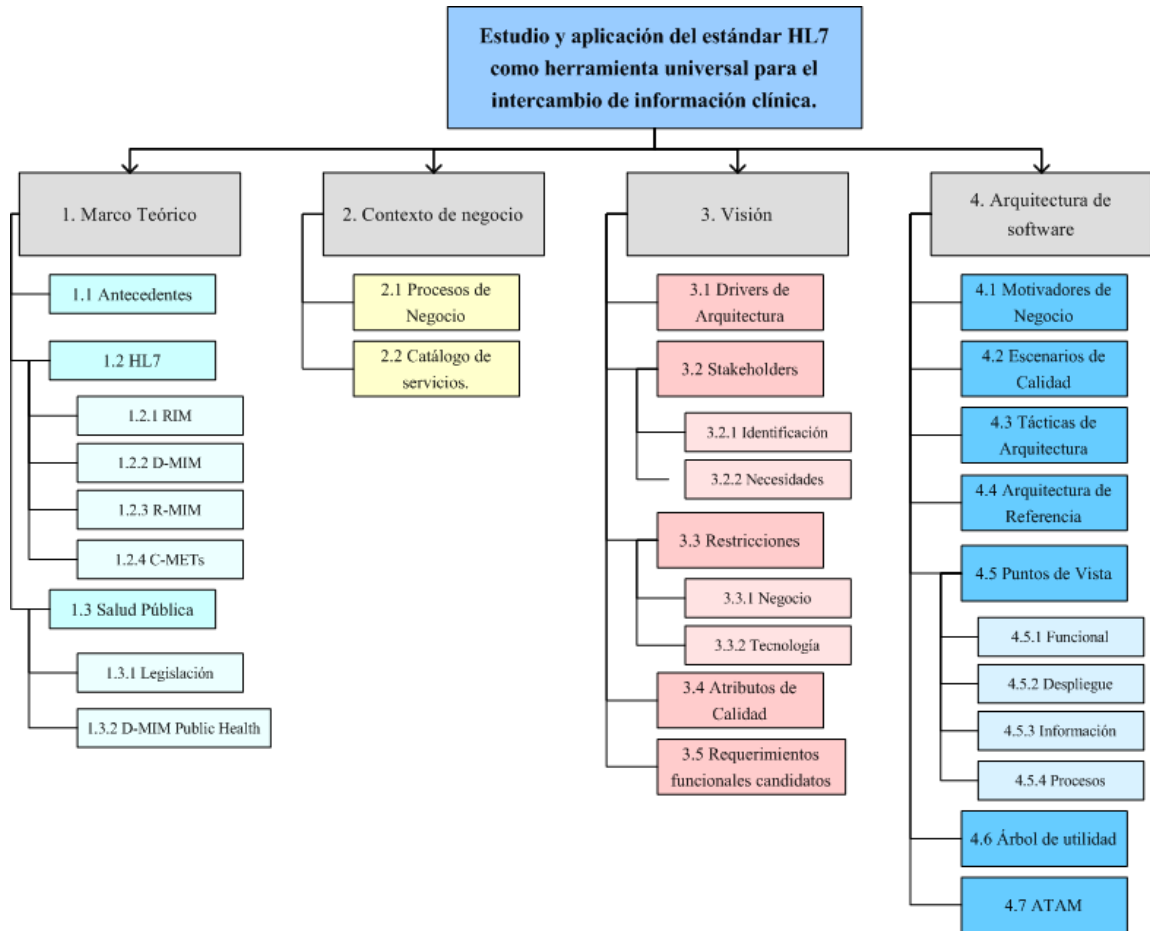 Estudio y aplicación del estándar HL7
como herramienta universal para el
intercambio de información clínica.
1. Marco Teórico
1.1 Antecedentes
1.2 HL7
1.2.1 RIM
1.2.2 D-MIM
1.2.3 R-MIM
1.2.4 C-METs
1.3 Salud Pública
1.3.1 Legislación
1.3.2 D-MIM Public Health
2. Contexto de negocio
2.1 Procesos de
Negocio
2.2 Catálogo de
servicios.
3. Visión
3.1 Drivers de
Arquitectura
3.2 Stakeholders
3.2.1 Identificación
3.2.2 Necesidades
3.3 Restricciones
3.3.1 Negocio
3.3.2 Tecnología
3.4 Atributos de
Calidad
3.5 Requerimientos
funcionales candidatos
4. Arquitectura de
software
4.1 Motivadores de
Negocio
4.2 Escenarios de
Calidad
4.3 Tácticas de
Arquitectura
4.4 Arquitectura de
Referencia
4.5 Puntos de Vista
4.5.1 Funcional
4.5.2 Despliegue
4.5.3 Información
4.5.4 Procesos
4.6 Árbol de utilidad
4.7 ATAM